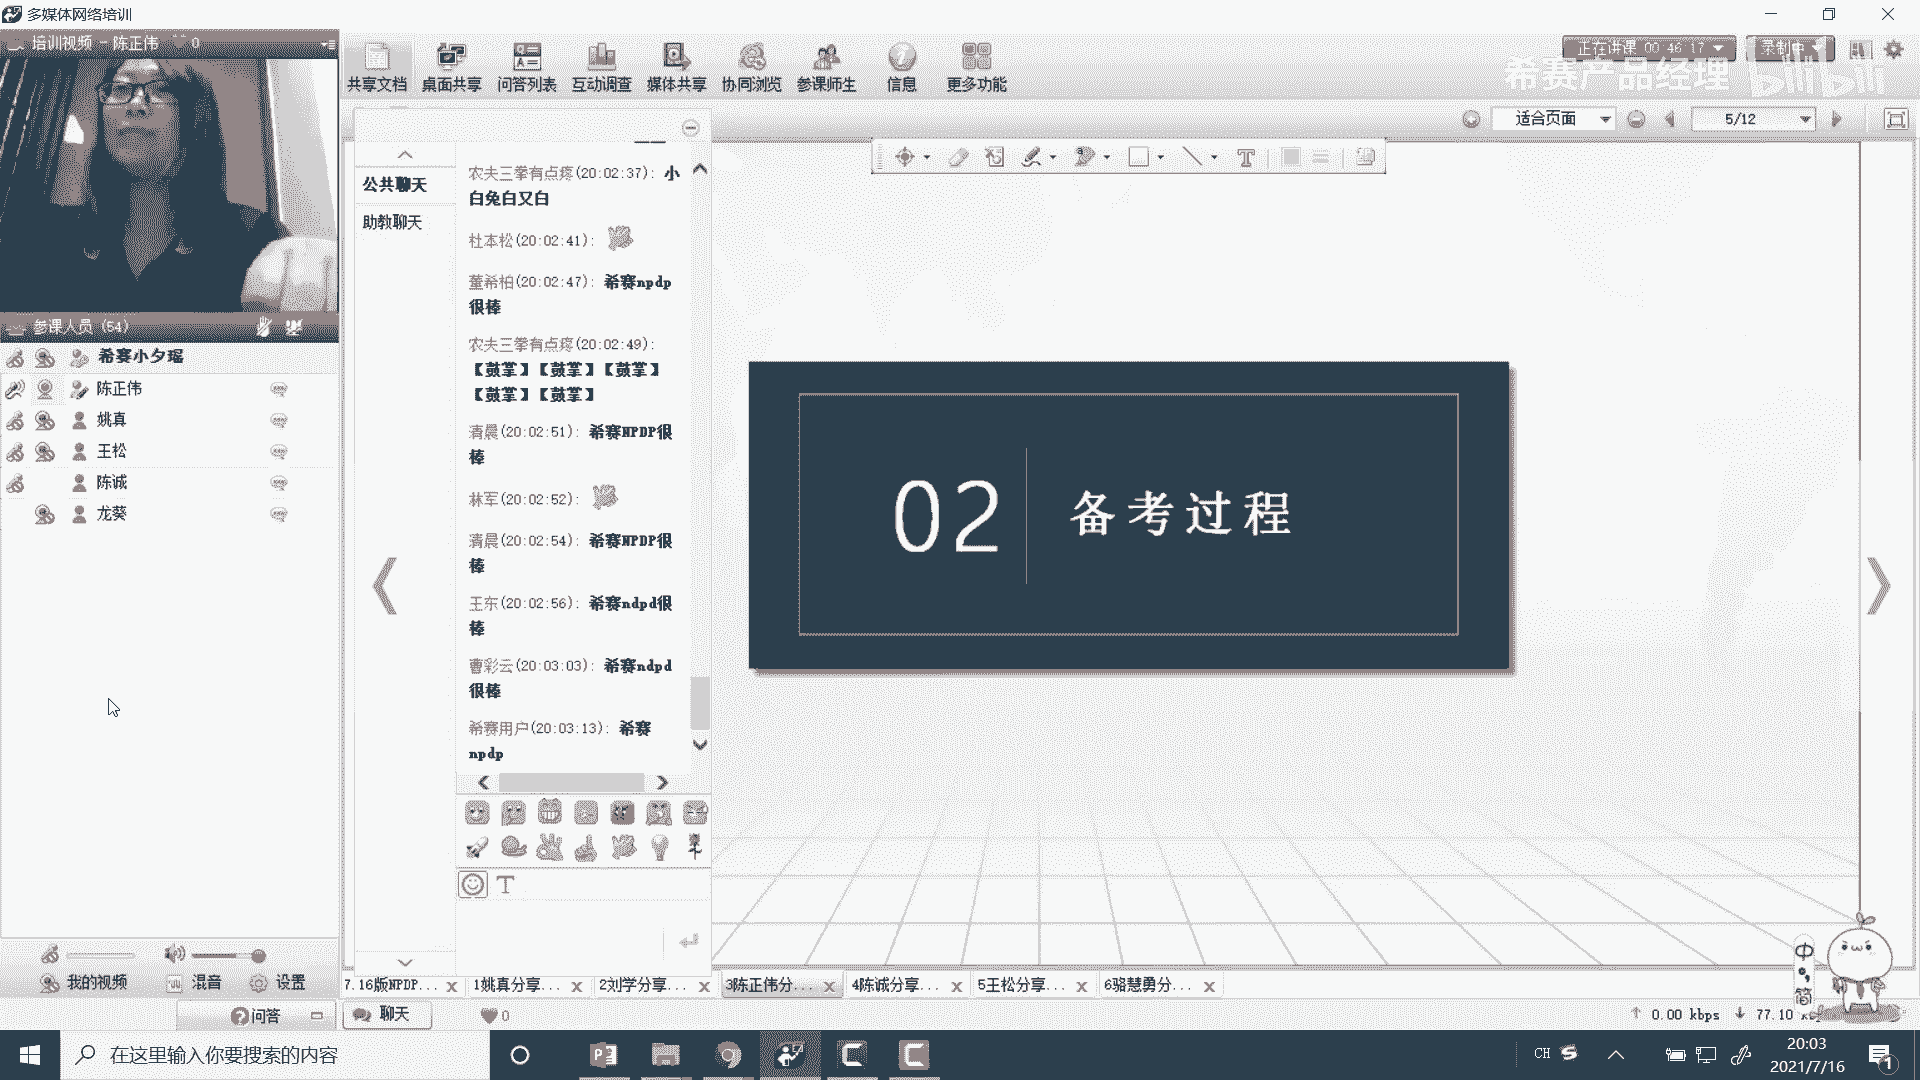 多媒体网络培训
培训视频 - 陈正伟 0
共享文档 桌面共享 问答列表 互动调查 媒体共享 协同浏览 参课师生 信息 更多功能
正在讲课 00:46:17 录制中
希赛产品经理 bilibili
适合页面 5/12
公共聊天
助教聊天
农夫三拳有点疼(20:02:37): 小
白兔白又白
杜本松(20:02:41):
董希柏(20:02:47): 希赛npdp
很棒
农夫三拳有点疼(20:02:49):
【鼓掌】【鼓掌】【鼓掌】
【鼓掌】【鼓掌】
清晨(20:02:51): 希赛NPDP很
棒
林军(20:02:52):
清晨(20:02:54): 希赛NPDP很
棒
王东(20:02:56): 希赛ndpd很
棒
曹彩云(20:03:03): 希赛ndpd
很棒
希赛用户(20:03:13): 希赛
npdp
参课人员 (54)
希赛小夕瑶
陈正伟
姚真
王松
陈诚
龙葵
02 备考过程
我的视频 混音 设置
7.16版NPDP... 1姚真分享... 2刘学分享... 3陈正伟分... 4陈诚分享... 5王松分享... 6骆慧勇分...
问答 聊天 0
中
简
0.00 kbps 77.10
在这里输入你要搜索的内容
CH
20:03
2021/7/16
1